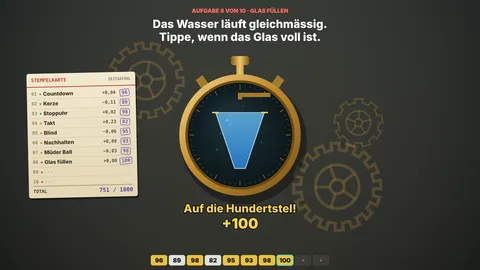 AUFGABE 8 VON 10 · GLAS FÜLLEN
Das Wasser läuft gleichmässig.
Tippe, wenn das Glas voll ist.
STEMPELKARTE
ZEITGEFÜHL
01 Countdown +0,04 96
02 Kerze -0,11 89
03 Stoppuhr +0,02 98
04 Takt +0,23 82
05 Blind -0,05 95
06 Nachhalten +0,09 93
07 Müder Ball -0,03 98
08 Glas füllen +0,00 100
09
10
TOTAL 751 / 1000
Auf die Hundertstel!
+100
96 89 98 82 95 93 98 100